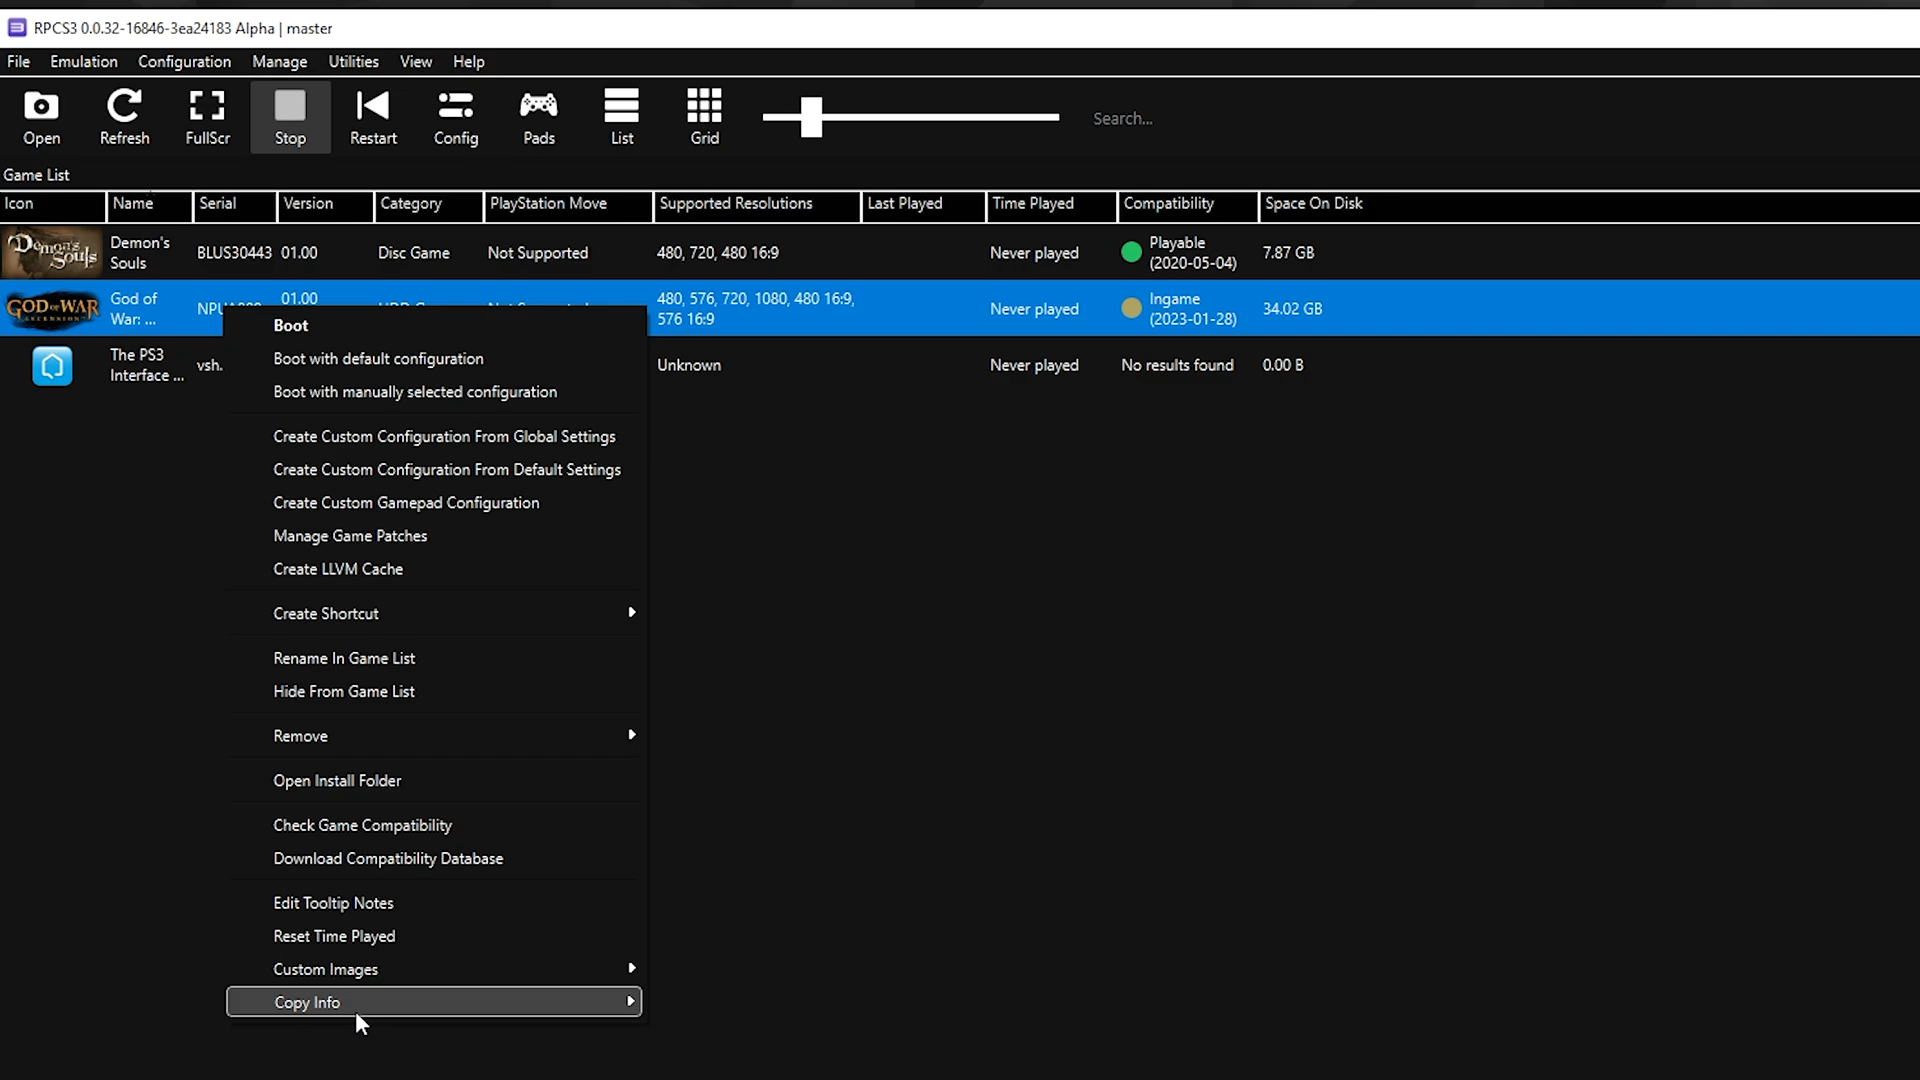 RPCS3 0.0.32-16846-3ea24183 Alpha | master
File Emulation Configuration Manage Utilities View Help
Open Refresh FullScr Stop Restart Config Pads List Grid Search...
Game List
Icon Name Serial Version Category PlayStation Move Supported Resolutions Last Played Time Played Compatibility Space On Disk
Demon's Souls
Demon's
Souls
BLUS30443 01.00 Disc Game Not Supported 480, 720, 480 16:9 Never played
Playable
(2020-05-04)
7.87 GB
GOD OF WAR
ASCENSION
God of
War: ...
01.00
480, 576, 720, 1080, 480 16:9,
576 16:9
Never played
Ingame
(2023-01-28)
34.02 GB
The PS3
Interface ...
vsh. Unknown Never played No results found 0.00 B
Boot
Boot with default configuration
Boot with manually selected configuration
Create Custom Configuration From Global Settings
Create Custom Configuration From Default Settings
Create Custom Gamepad Configuration
Manage Game Patches
Create LLVM Cache
Create Shortcut
Rename In Game List
Hide From Game List
Remove
Open Install Folder
Check Game Compatibility
Download Compatibility Database
Edit Tooltip Notes
Reset Time Played
Custom Images
Copy Info